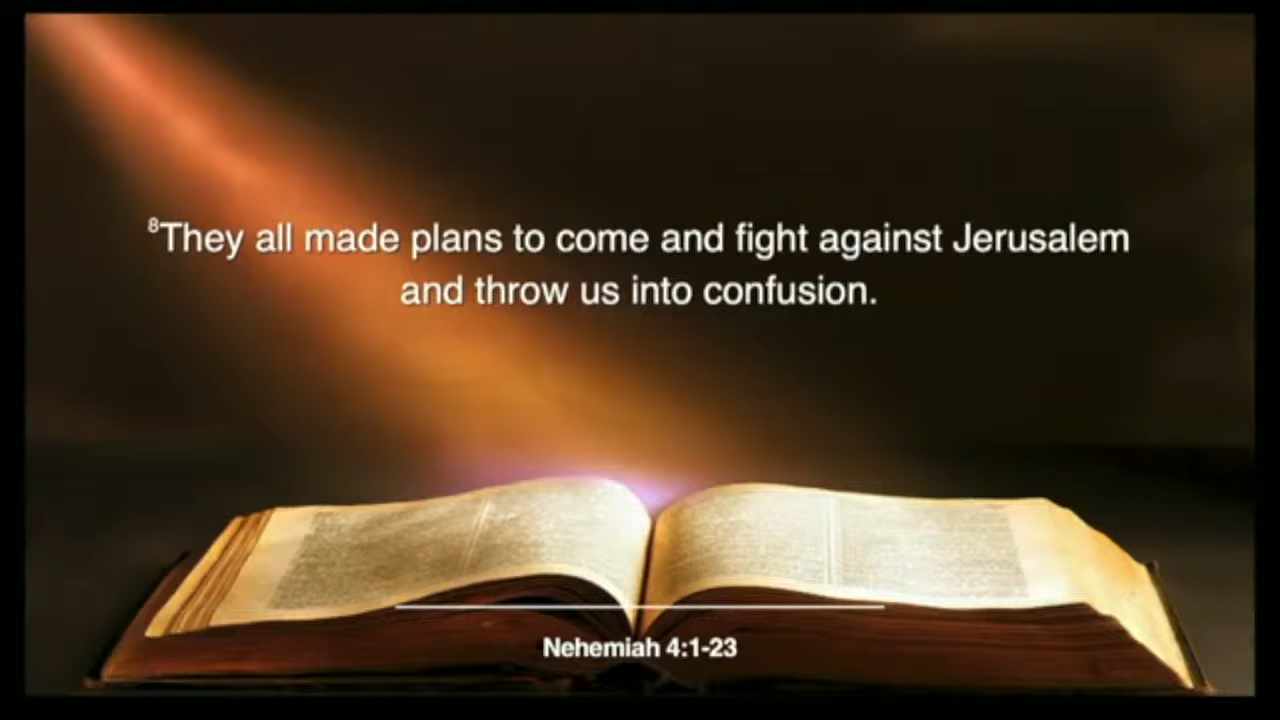 ⁸They all made plans to come and fight against Jerusalem
and throw us into confusion.
Nehemiah 4:1-23